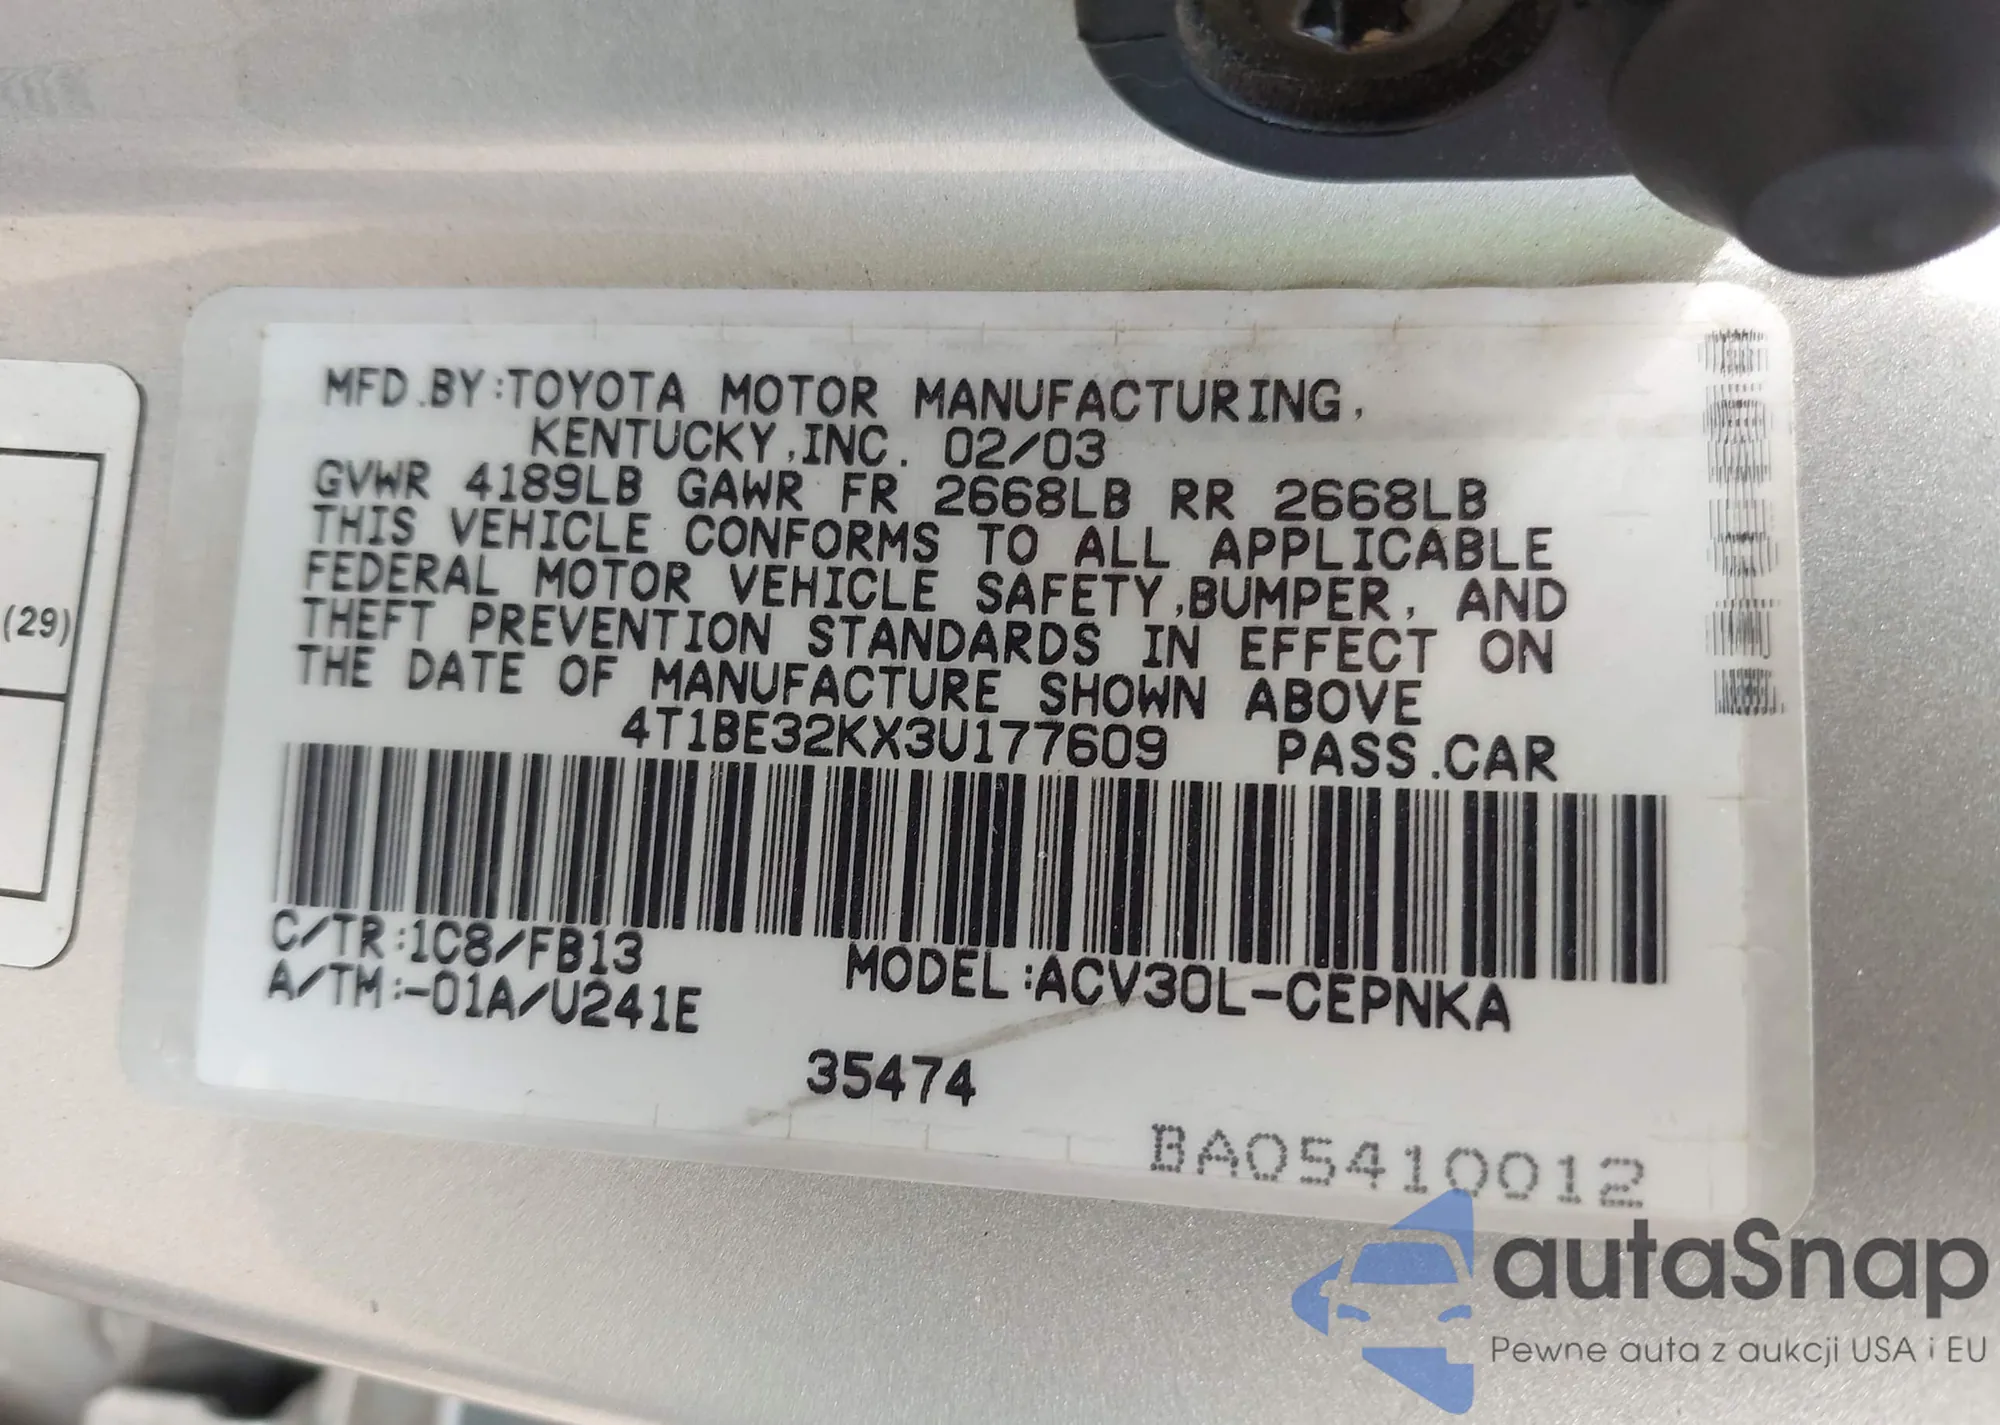 MFD.BY:TOYOTA MOTOR MANUFACTURING,
KENTUCKY,INC. 02/03
GVWR 4189LB GAWR FR 2668LB RR 2668LB
THIS VEHICLE CONFORMS TO ALL APPLICABLE
FEDERAL MOTOR VEHICLE SAFETY,BUMPER, AND
THEFT PREVENTION STANDARDS IN EFFECT ON
THE DATE OF MANUFACTURE SHOWN ABOVE
4T1BE32KX3U177609 PASS.CAR
C/TR:1C8/FB13
A/TM:-01A/U241E
MODEL:ACV30L-CEPNKA
35474
BA05410012
(29)
autaSnap
Pewne auta z aukcji USA i EU